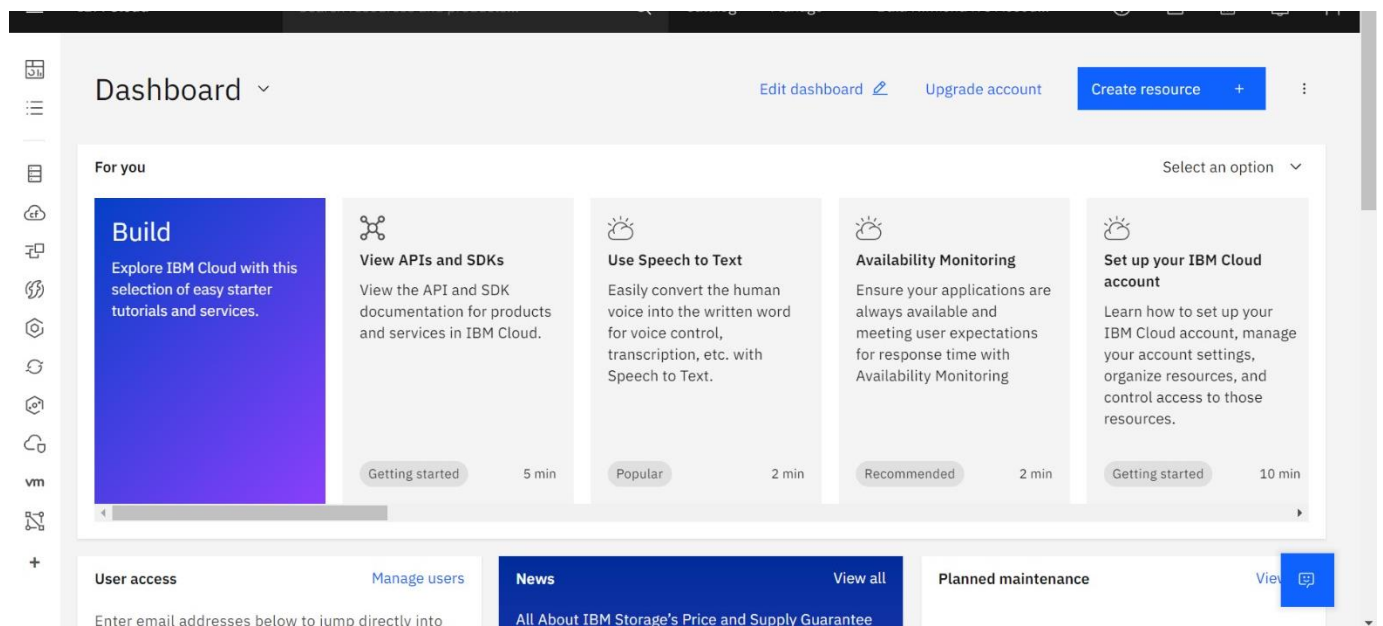 Dashboard
Edit dashboard
Upgrade account
Create resource +
For you
Select an option
Build
Explore IBM Cloud with this
selection of easy starter
tutorials and services.
View APIs and SDKs
View the API and SDK
documentation for products
and services in IBM Cloud.
Getting started
5 min
Use Speech to Text
Easily convert the human
voice into the written word
for voice control,
transcription, etc. with
Speech to Text.
Popular
2 min
Availability Monitoring
Ensure your applications are
always available and
meeting user expectations
for response time with
Availability Monitoring
Recommended
2 min
Set up your IBM Cloud
account
Learn how to set up your
IBM Cloud account, manage
your account settings,
organize resources, and
control access to those
resources.
Getting started
10 min
cf
vm
+
User access
Manage users
Enter email addresses below to jump directly into
News
View all
All About IBM Storage's Price and Supply Guarantee
Planned maintenance